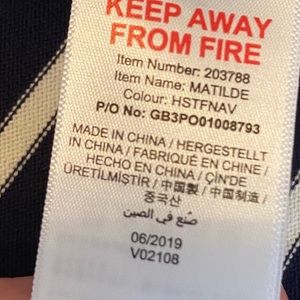 KEEP AWAY
FROM FIRE
Item Number: 203788
Item Name: MATILDE
Colour: HSTFNAV
P/O No: GB3PO01008793
MADE IN CHINA / HERGESTELLT
IN CHINA / FABRIQUÉ EN CHINE /
HECHO EN CHINA / ÇIN'DE
ÜRETİLMİŞTİR / 中国製 / 中国制造 /
중국산
صُنع في الصين
06/2019
V02108